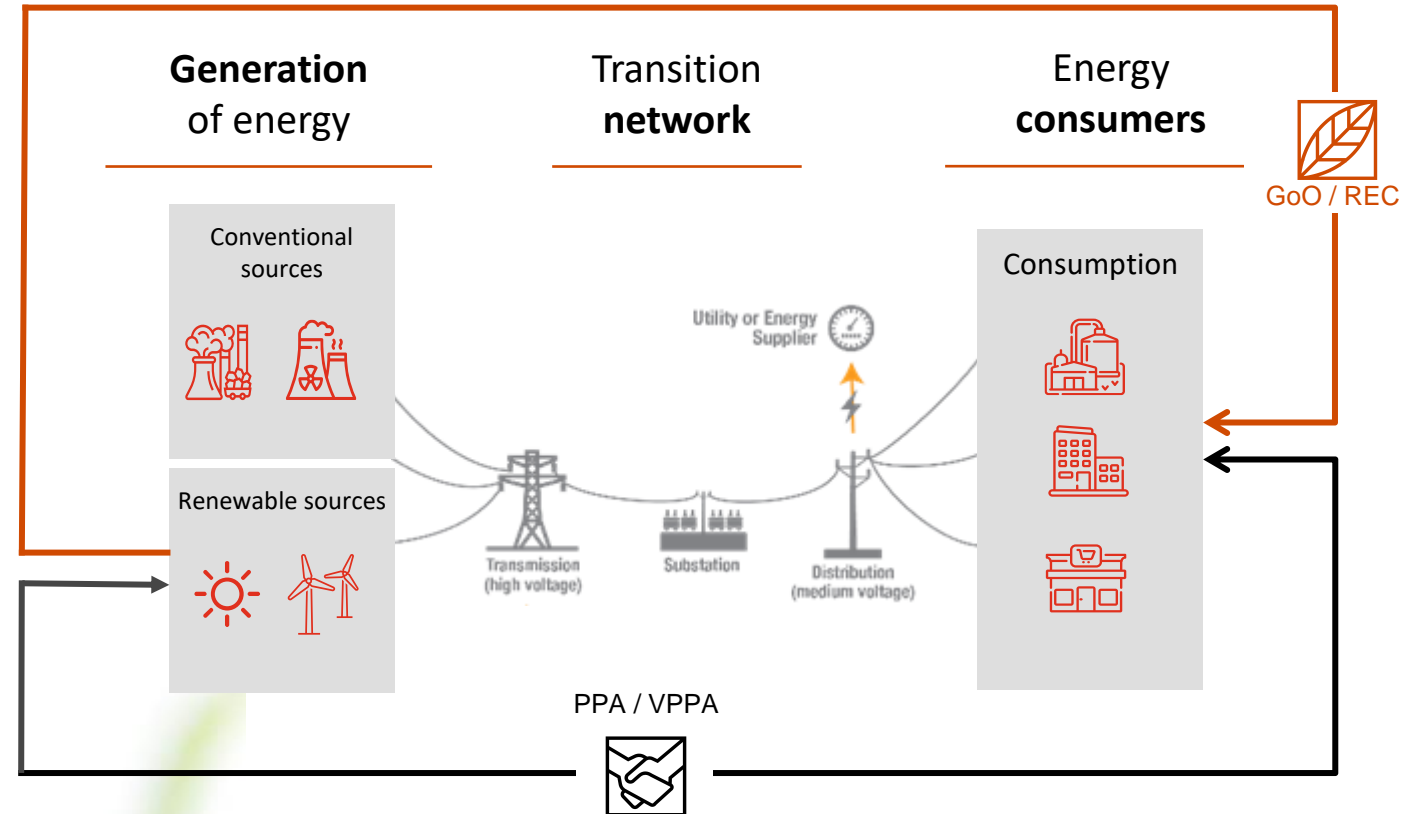 Generation
of energy
Transition
network
Energy
consumers
GoO / REC
Conventional
sources
Renewable sources
Utility or Energy
Supplier
Transmission
(high voltage)
Substation
Distribution
(medium voltage)
Consumption
PPA / VPPA